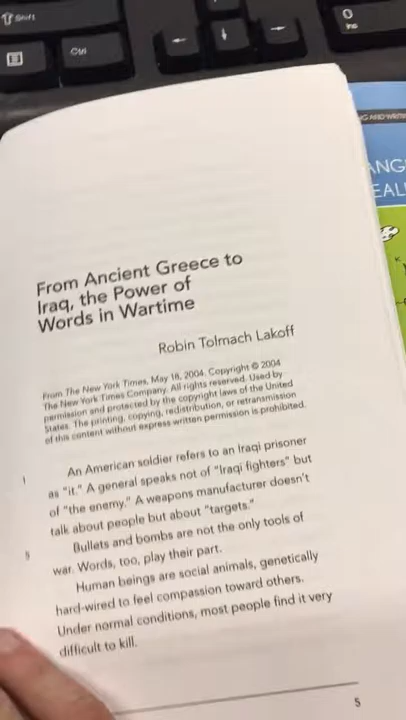 Shift
Ctrl
0
Ins
From Ancient Greece to
Iraq, the Power of
Words in Wartime
Robin Tolmach Lakoff
From The New York Times, May 18, 2004. Copyright © 2004
The New York Times Company. All rights reserved. Used by
permission and protected by the copyright laws of the United
States. The printing, copying, redistribution, or retransmission
of this content without express written permission is prohibited.
1 An American soldier refers to an Iraqi prisoner
as "it." A general speaks not of "Iraqi fighters" but
of "the enemy." A weapons manufacturer doesn't
talk about people but about "targets."
5 Bullets and bombs are not the only tools of
war. Words, too, play their part.
Human beings are social animals, genetically
hard-wired to feel compassion toward others.
Under normal conditions, most people find it very
difficult to kill.
5